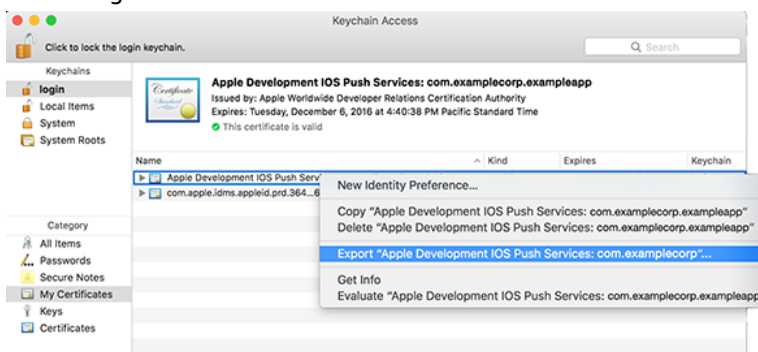 Keychain Access
Click to lock the login keychain.
Search
Keychains
login
Local Items
System
System Roots
Certificate
Standard
Apple Development IOS Push Services: com.examplecorp.exampleapp
Issued by: Apple Worldwide Developer Relations Certification Authority
Expires: Tuesday, December 6, 2016 at 4:40:38 PM Pacific Standard Time
This certificate is valid
Name Kind Expires Keychain
Apple Development IOS Push Serv
com.apple.idms.appleid.prd.364...6
New Identity Preference...
Copy "Apple Development IOS Push Services: com.examplecorp.exampleapp"
Delete "Apple Development IOS Push Services: com.examplecorp.exampleapp"
Export "Apple Development IOS Push Services: com.examplecorp"...
Get Info
Evaluate "Apple Development IOS Push Services: com.examplecorp.exampleapp
Category
All Items
Passwords
Secure Notes
My Certificates
Keys
Certificates